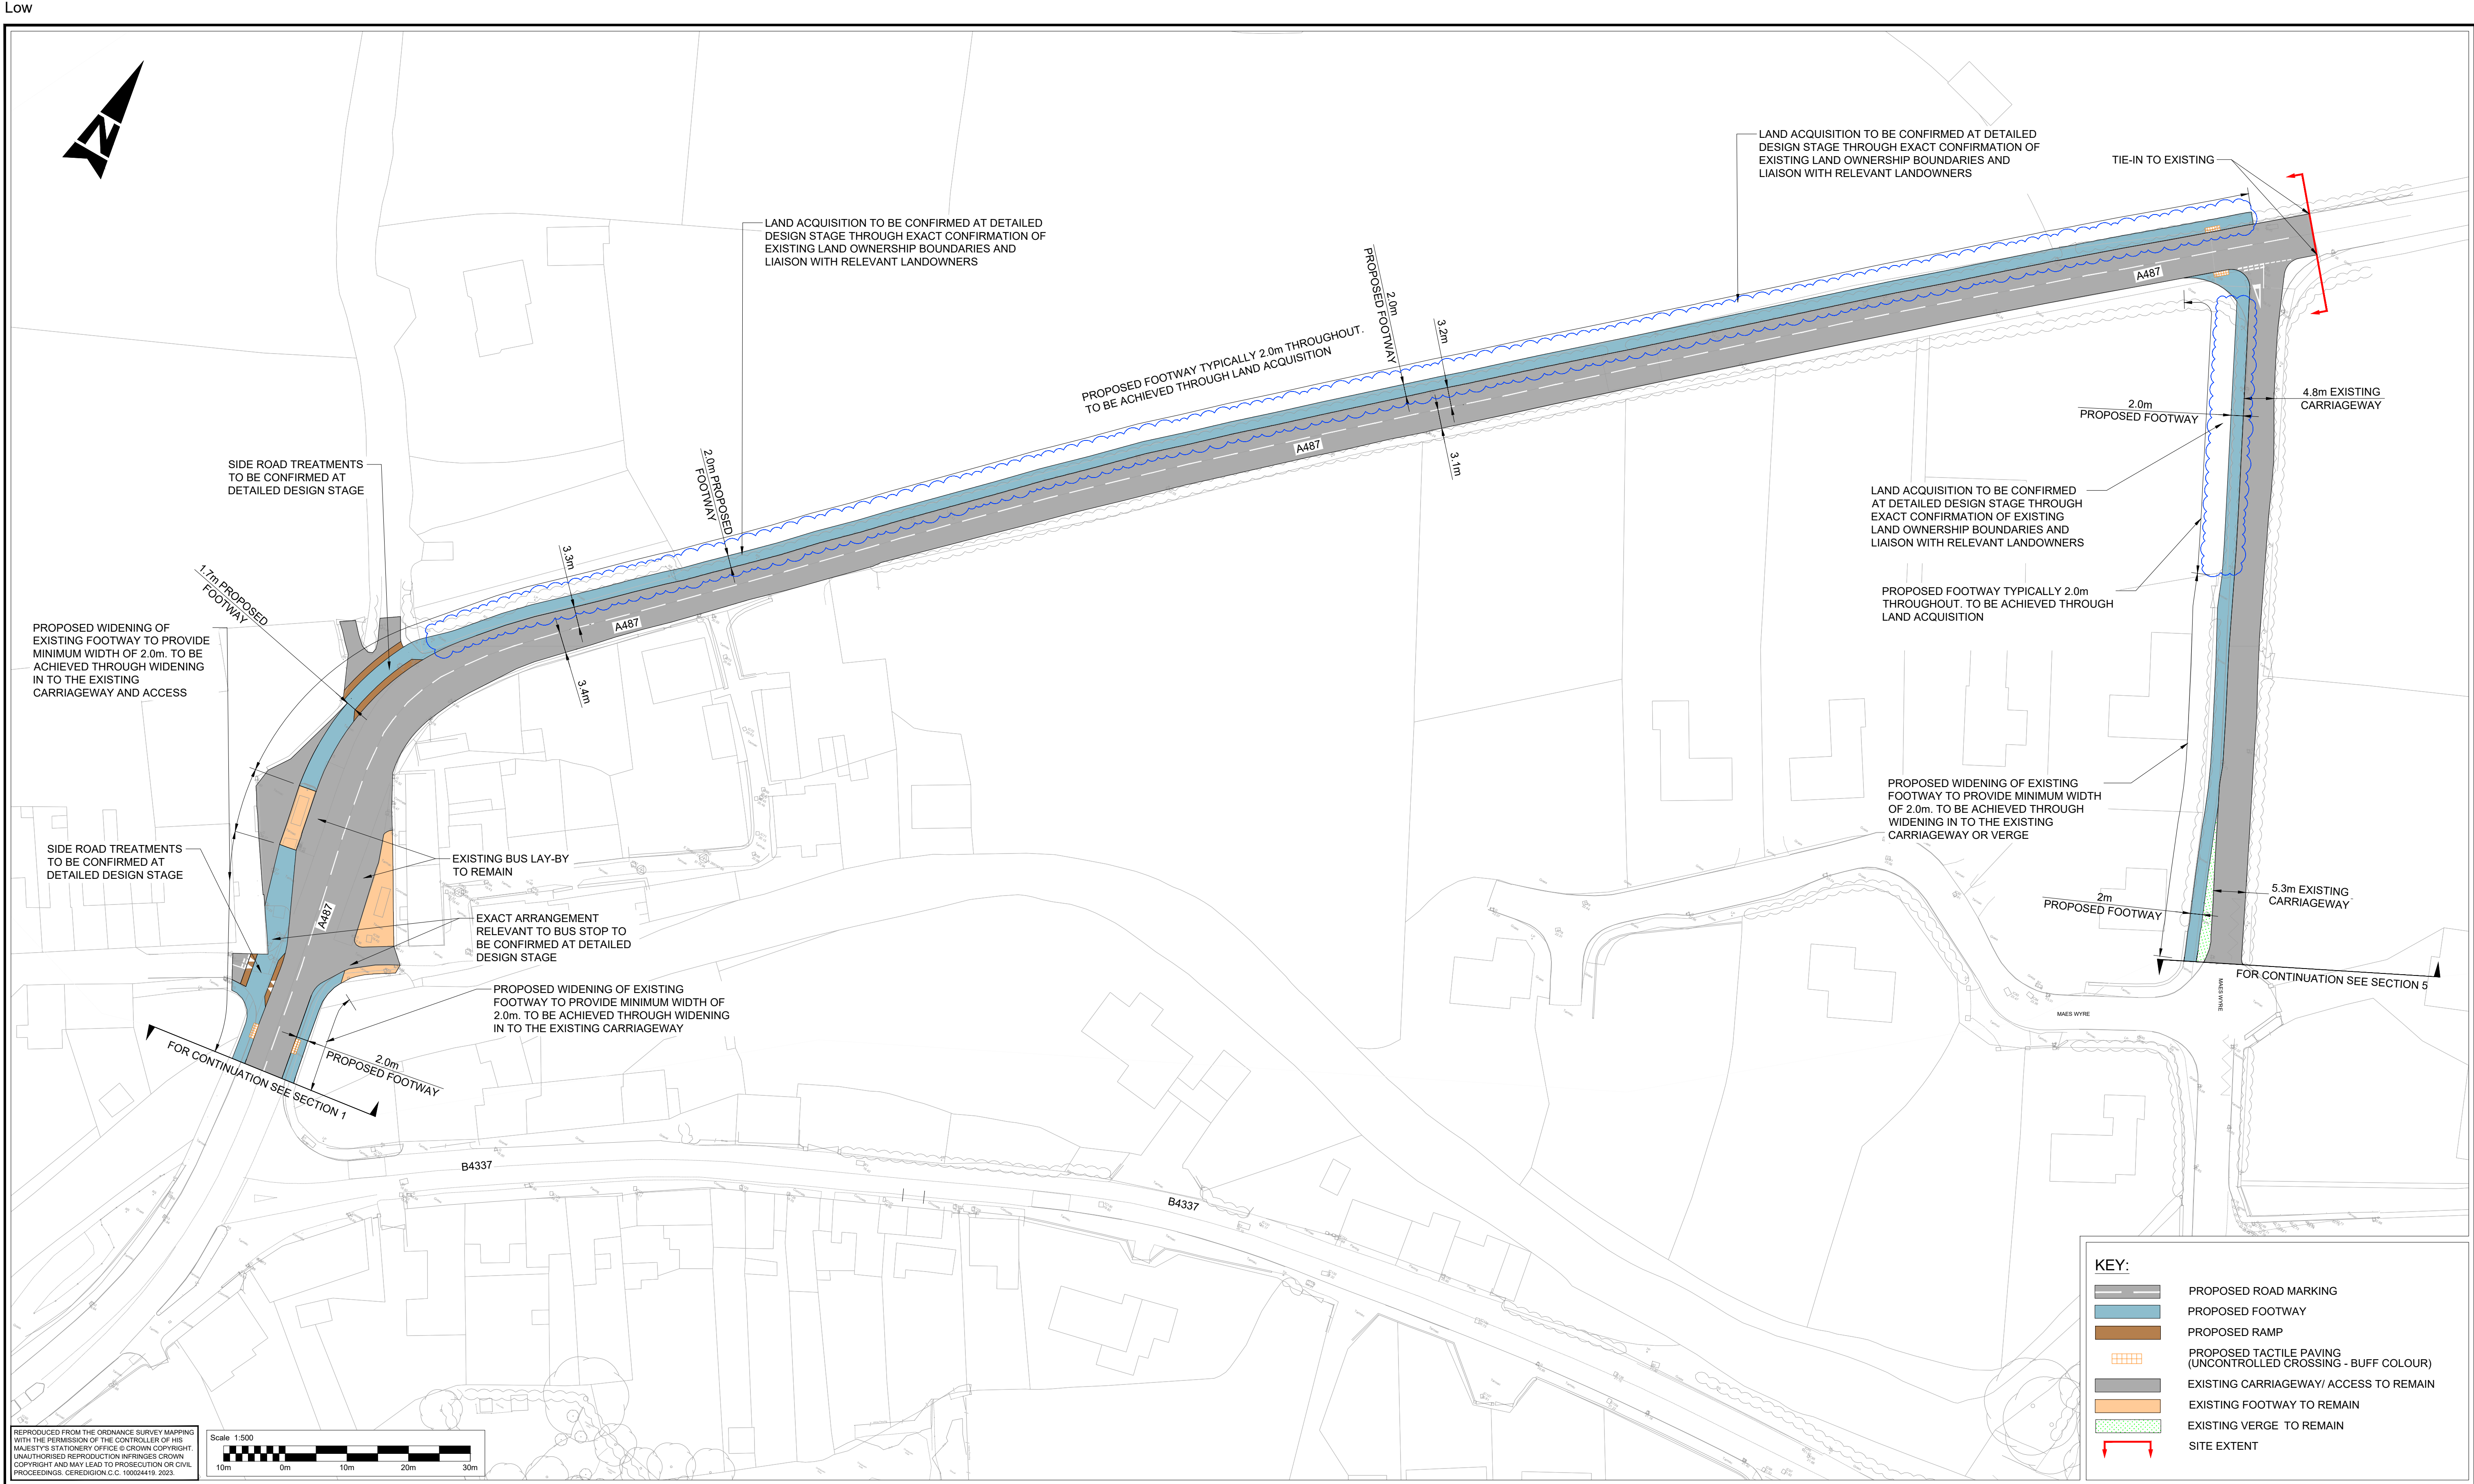 Low
N
LAND ACQUISITION TO BE CONFIRMED AT DETAILED
DESIGN STAGE THROUGH EXACT CONFIRMATION OF
EXISTING LAND OWNERSHIP BOUNDARIES AND
LIAISON WITH RELEVANT LANDOWNERS
TIE-IN TO EXISTING
LAND ACQUISITION TO BE CONFIRMED AT DETAILED
DESIGN STAGE THROUGH EXACT CONFIRMATION OF
EXISTING LAND OWNERSHIP BOUNDARIES AND
LIAISON WITH RELEVANT LANDOWNERS
2.0m
PROPOSED FOOTWAY
3.2m
A487
PROPOSED FOOTWAY TYPICALLY 2.0m THROUGHOUT.
TO BE ACHIEVED THROUGH LAND ACQUISITION
4.8m EXISTING
CARRIAGEWAY
2.0m
PROPOSED FOOTWAY
A487
3.1m
SIDE ROAD TREATMENTS
TO BE CONFIRMED AT
DETAILED DESIGN STAGE
2.0m PROPOSED
FOOTWAY
LAND ACQUISITION TO BE CONFIRMED
AT DETAILED DESIGN STAGE THROUGH
EXACT CONFIRMATION OF EXISTING
LAND OWNERSHIP BOUNDARIES AND
LIAISON WITH RELEVANT LANDOWNERS
3.3m
1.7m PROPOSED
FOOTWAY
PROPOSED FOOTWAY TYPICALLY 2.0m
THROUGHOUT. TO BE ACHIEVED THROUGH
LAND ACQUISITION
A487
PROPOSED WIDENING OF
EXISTING FOOTWAY TO PROVIDE
MINIMUM WIDTH OF 2.0m. TO BE
ACHIEVED THROUGH WIDENING
IN TO THE EXISTING
CARRIAGEWAY AND ACCESS
3.4m
PROPOSED WIDENING OF EXISTING
FOOTWAY TO PROVIDE MINIMUM WIDTH
OF 2.0m. TO BE ACHIEVED THROUGH
WIDENING IN TO THE EXISTING
CARRIAGEWAY OR VERGE
SIDE ROAD TREATMENTS
TO BE CONFIRMED AT
DETAILED DESIGN STAGE
EXISTING BUS LAY-BY
TO REMAIN
5.3m EXISTING
CARRIAGEWAY
2m
PROPOSED FOOTWAY
A487
EXACT ARRANGEMENT
RELEVANT TO BUS STOP TO
BE CONFIRMED AT DETAILED
DESIGN STAGE
FOR CONTINUATION SEE SECTION 5
PROPOSED WIDENING OF EXISTING
FOOTWAY TO PROVIDE MINIMUM WIDTH OF
2.0m. TO BE ACHIEVED THROUGH WIDENING
IN TO THE EXISTING CARRIAGEWAY
MAES WYRE
MAES WYRE
2.0m
PROPOSED FOOTWAY
FOR CONTINUATION SEE SECTION 1
B4337
B4337
KEY:
PROPOSED ROAD MARKING
PROPOSED FOOTWAY
PROPOSED RAMP
PROPOSED TACTILE PAVING
(UNCONTROLLED CROSSING - BUFF COLOUR)
EXISTING CARRIAGEWAY/ ACCESS TO REMAIN
EXISTING FOOTWAY TO REMAIN
EXISTING VERGE TO REMAIN
SITE EXTENT
REPRODUCED FROM THE ORDNANCE SURVEY MAPPING
WITH THE PERMISSION OF THE CONTROLLER OF HIS
MAJESTY'S STATIONERY OFFICE © CROWN COPYRIGHT.
UNAUTHORISED REPRODUCTION INFRINGES CROWN
COPYRIGHT AND MAY LEAD TO PROSECUTION OR CIVIL
PROCEEDINGS. CEREDIGION.C.C. 100024419. 2023.
Scale 1:500
10m 0m 10m 20m 30m